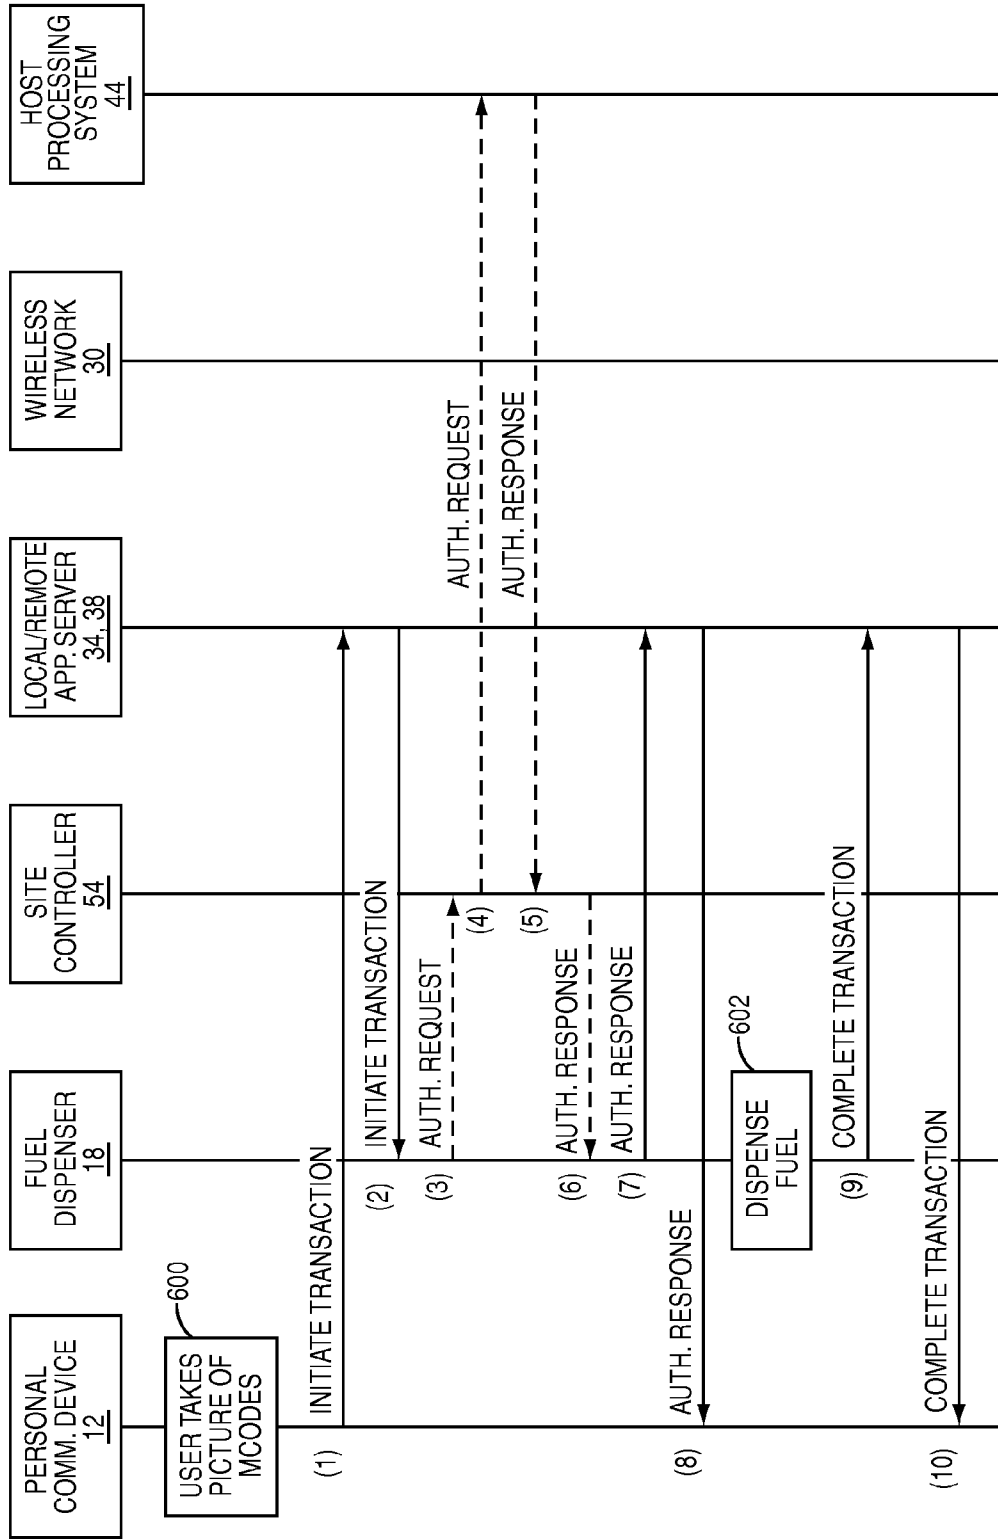 PERSONAL
COMM. DEVICE
12
FUEL
DISPENSER
18
SITE
CONTROLLER
54
LOCAL/REMOTE
APP. SERVER
34, 38
WIRELESS
NETWORK
30
HOST
PROCESSING
SYSTEM
44
USER TAKES
PICTURE OF
MCODES
600
(1)
INITIATE TRANSACTION
(2)
INITIATE TRANSACTION
(3)
AUTH. REQUEST
(4)
AUTH. REQUEST
(5)
AUTH. RESPONSE
(6)
AUTH. RESPONSE
(7)
AUTH. RESPONSE
(8)
AUTH. RESPONSE
DISPENSE
FUEL
602
(9)
COMPLETE TRANSACTION
(10)
COMPLETE TRANSACTION